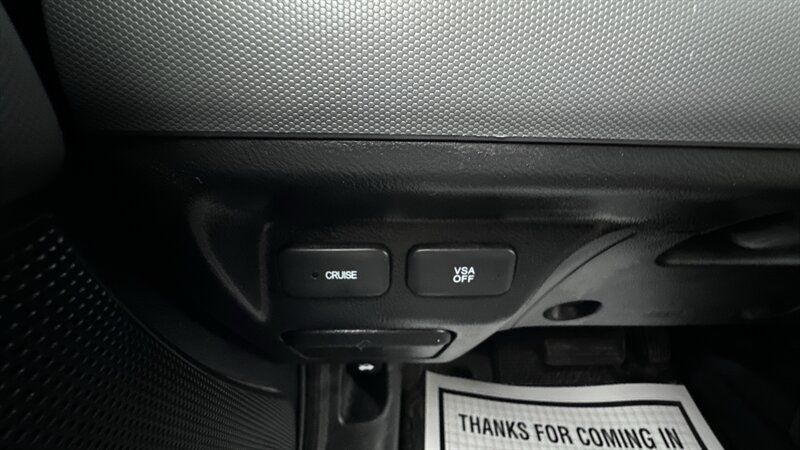 CRUISE
VSA
OFF
THANKS FOR COMING IN